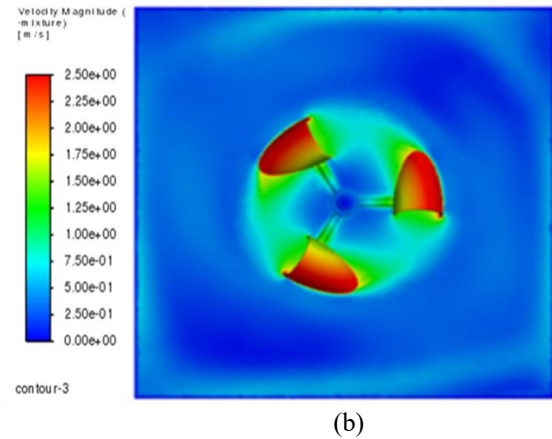 Velocity Magnitude (
-mixture)
[m/s]
2.50e+00
2.25e+00
2.00e+00
1.75e+00
1.50e+00
1.25e+00
1.00e+00
7.50e-01
5.00e-01
2.50e-01
0.00e+00
contour-3
(b)